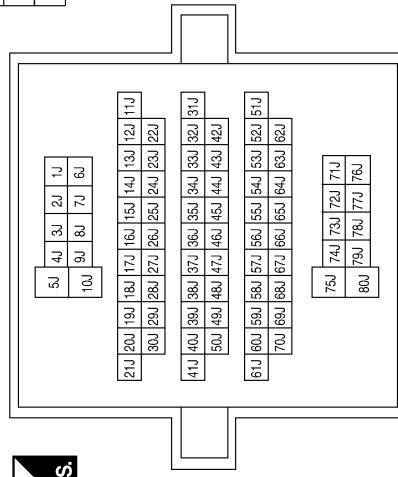 S.
5J 4J 3J 2J 1J
10J 9J 8J 7J 6J
21J 20J 19J 18J 17J 16J 15J 14J 13J 12J 11J
30J 29J 28J 27J 26J 25J 24J 23J 22J
41J 40J 39J 38J 37J 36J 35J 34J 33J 32J 31J
50J 49J 48J 47J 46J 45J 44J 43J 42J
61J 60J 59J 58J 57J 56J 55J 54J 53J 52J 51J
70J 69J 68J 67J 66J 65J 64J 63J 62J
75J 74J 73J 72J 71J
80J 79J 78J 77J 76J